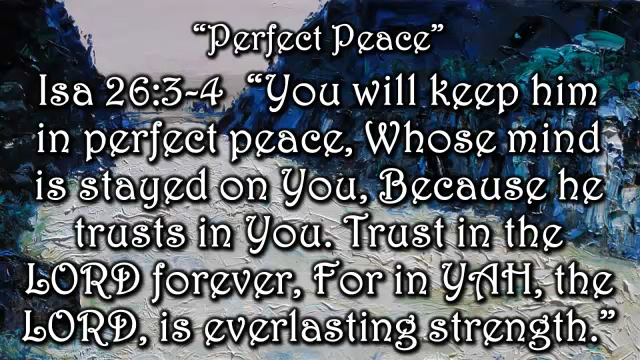 “Perfect Peace”
Isa 26:3-4  “You will keep him
in perfect peace, Whose mind
is stayed on You, Because he
trusts in You. Trust in the
LORD forever, For in YAH, the
LORD, is everlasting strength.”